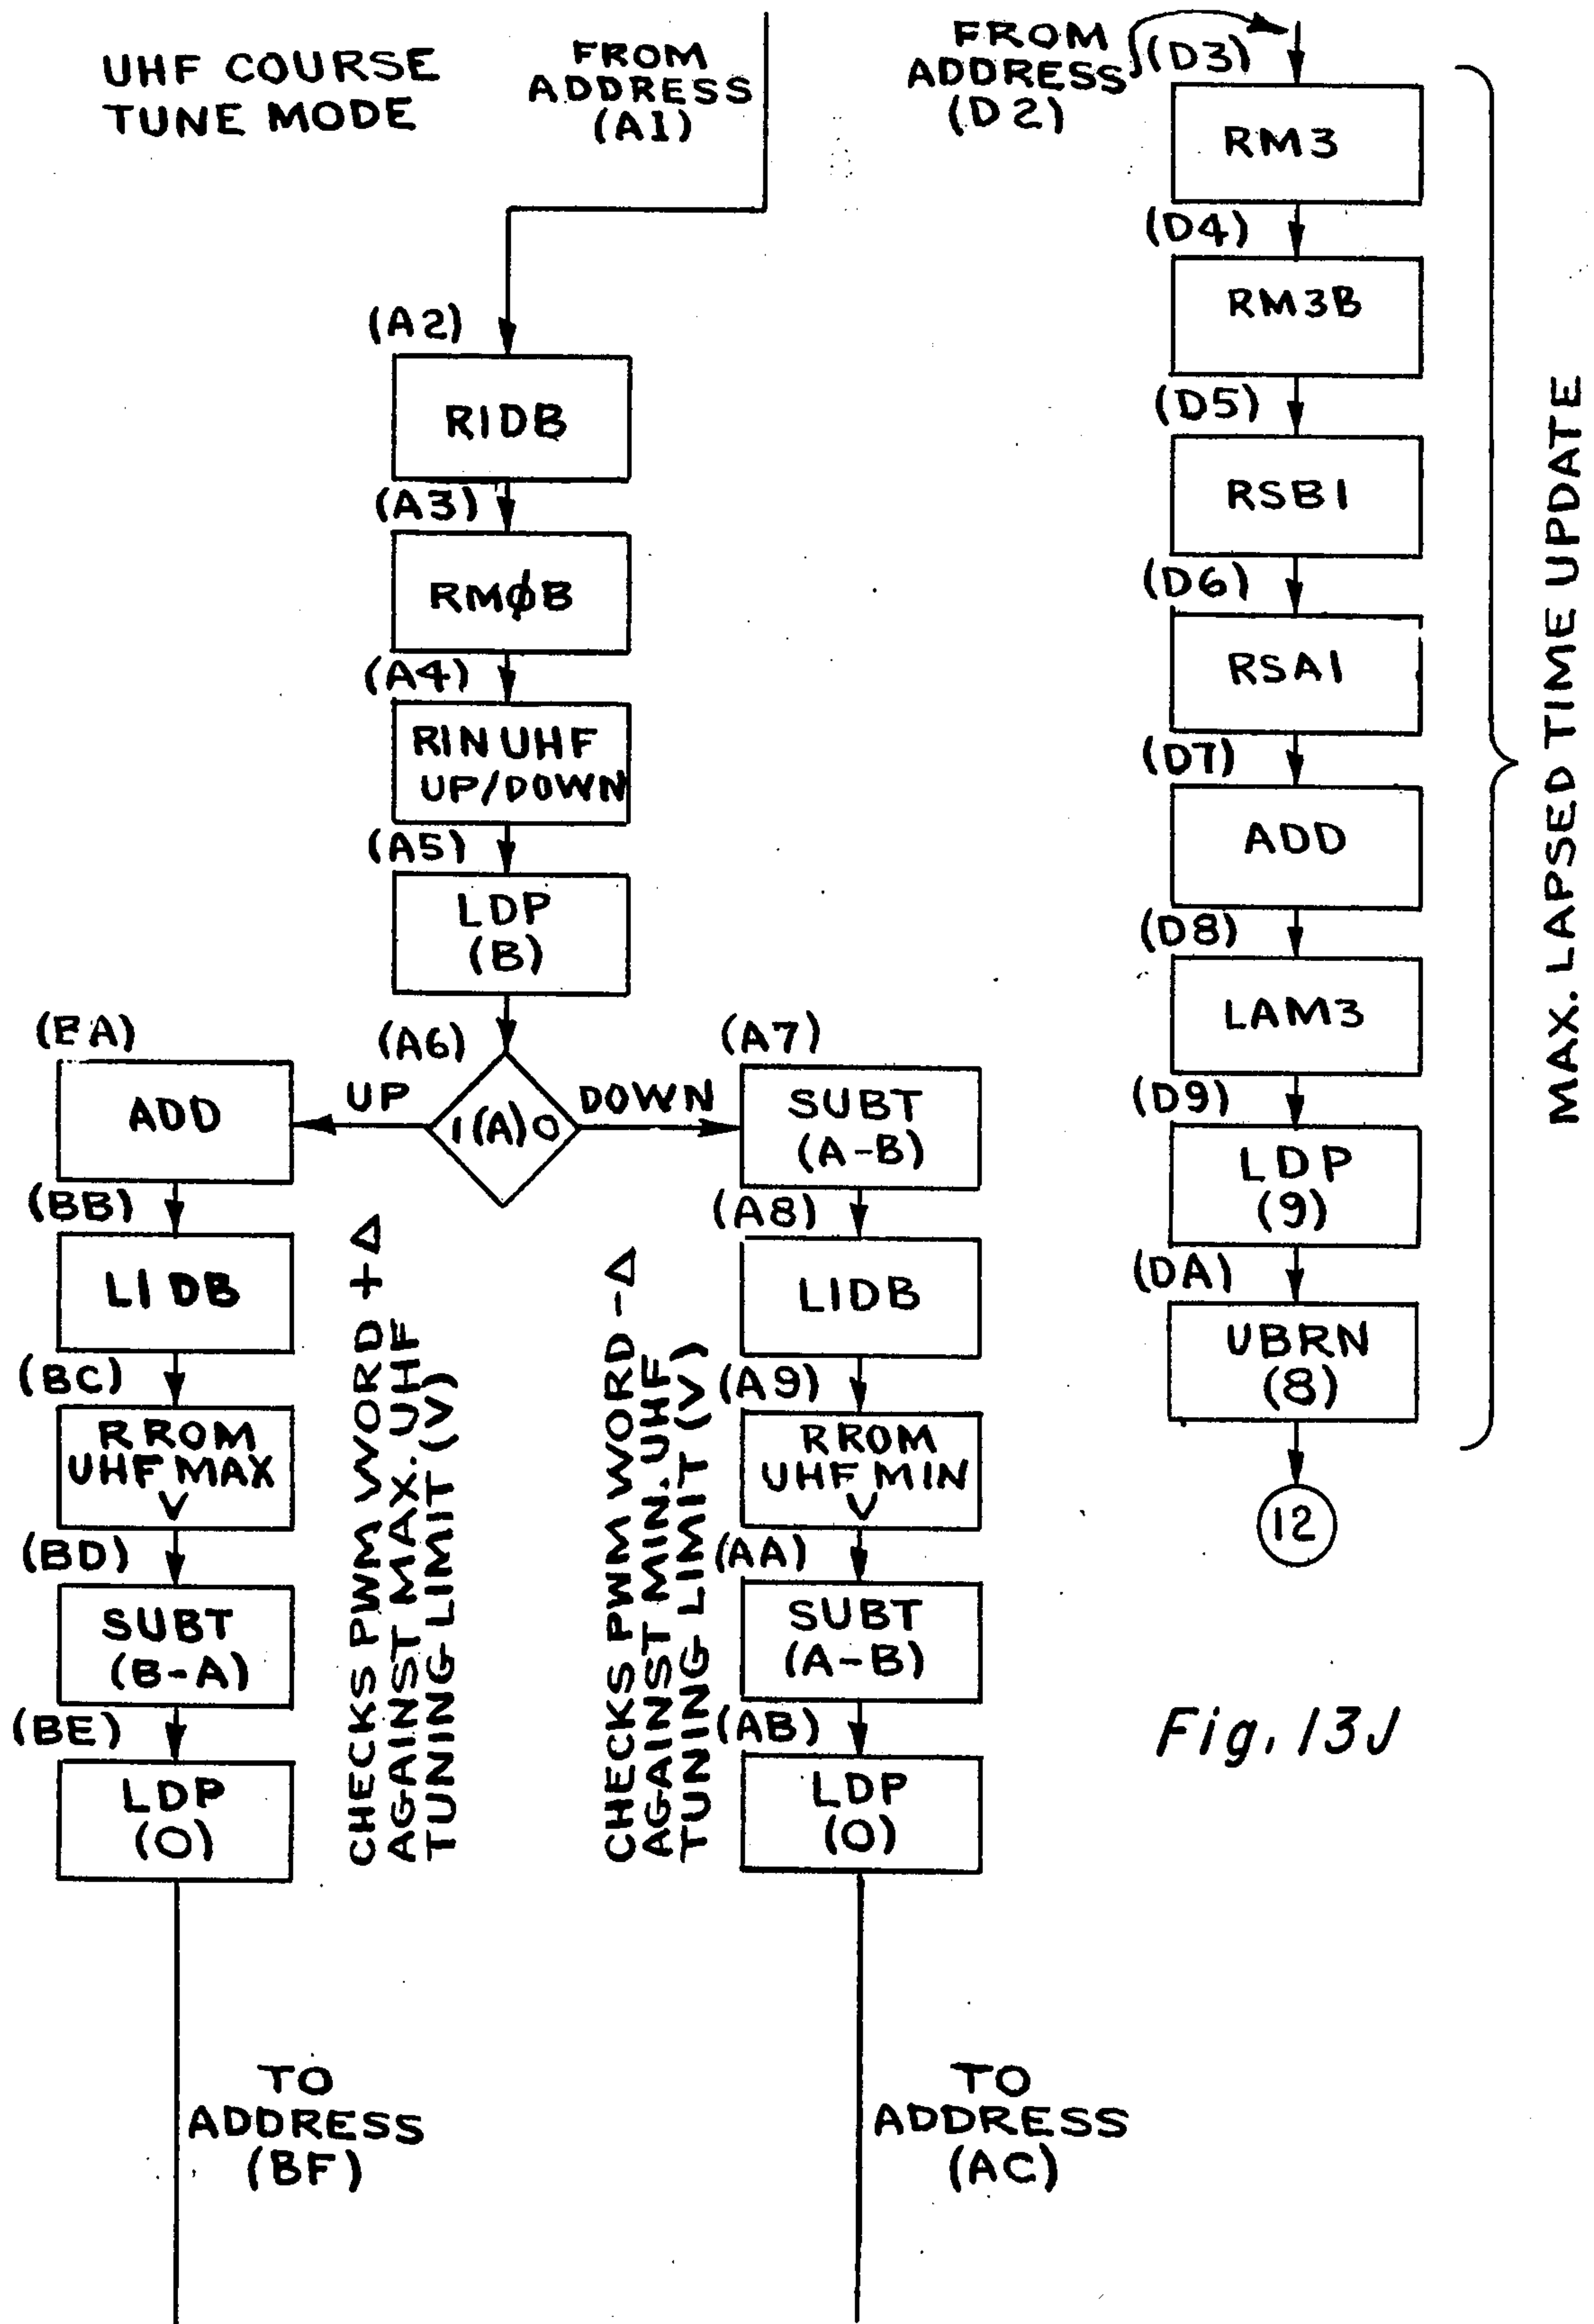 UHF COURSE
TUNE MODE
FROM
ADDRESS
(A1)
(A2)
RIDB
(A3)
RMϕB
(A4)
RIN UHF
UP/DOWN
(A5)
LDP
(B)
(A6)
1(A)0
UP
DOWN
(EA)
ADD
(BB)
LIDB
(BC)
RROM
UHF MAX
V
(BD)
SUBT
(B-A)
(BE)
LDP
(0)
TO
ADDRESS
(BF)
CHECKS PWM WORD +Δ
AGAINST MAX. UHF
TUNING LIMIT (V)
(A7)
SUBT
(A-B)
(A8)
LIDB
(A9)
RROM
UHF MIN
V
(AA)
SUBT
(A-B)
(AB)
LDP
(0)
TO
ADDRESS
(AC)
CHECKS PWM WORD -Δ
AGAINST MIN. UHF
TUNING LIMIT (V)
FROM
ADDRESS
(D2)
(D3)
RM3
(D4)
RM3B
(D5)
RSB1
(D6)
RSA1
(D7)
ADD
(D8)
LAM3
(D9)
LDP
(9)
(DA)
UBRN
(8)
12
MAX. LAPSED TIME UPDATE
Fig. 13J